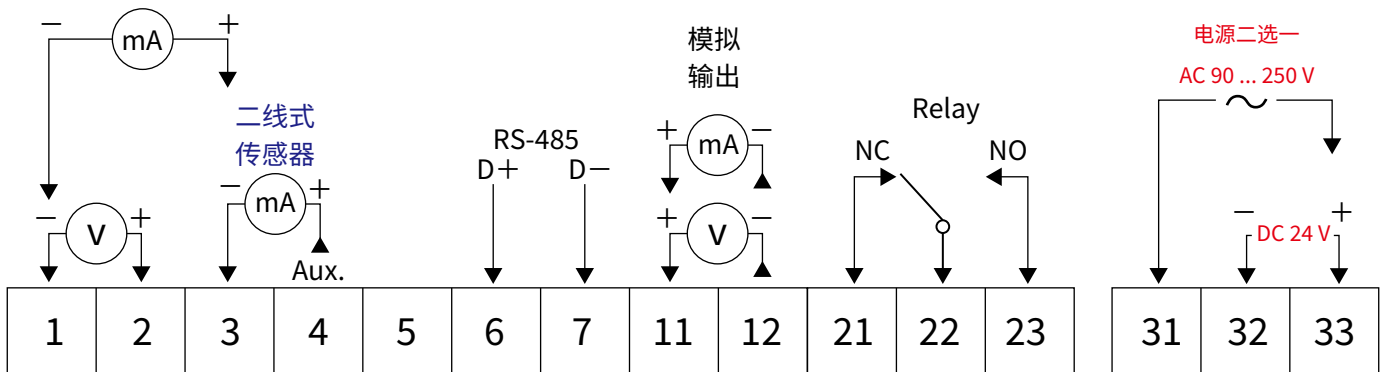 − mA +
二线式
传感器
− mA +
− V +
Aux.
RS-485
D+ D−
模拟
输出
+ mA −
+ V −
Relay
NC NO
电源二选一
AC 90 ... 250 V
− +
DC 24 V
1 2 3 4 5 6 7 11 12 21 22 23 31 32 33